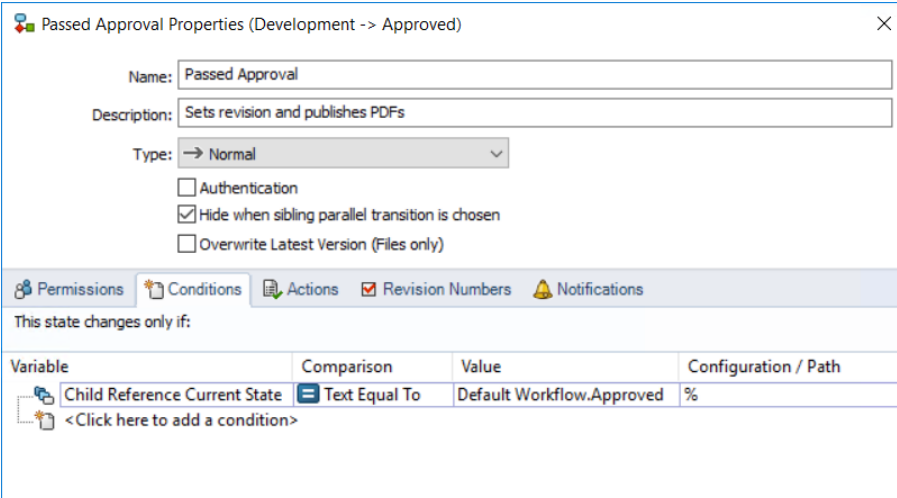 Passed Approval Properties (Development -> Approved)
Name: Passed Approval
Description: Sets revision and publishes PDFs
Type: Normal
Authentication
Hide when sibling parallel transition is chosen
Overwrite Latest Version (Files only)
Permissions Conditions Actions Revision Numbers Notifications
This state changes only if:
Variable Comparison Value Configuration / Path
Child Reference Current State Text Equal To Default Workflow.Approved %
<Click here to add a condition>